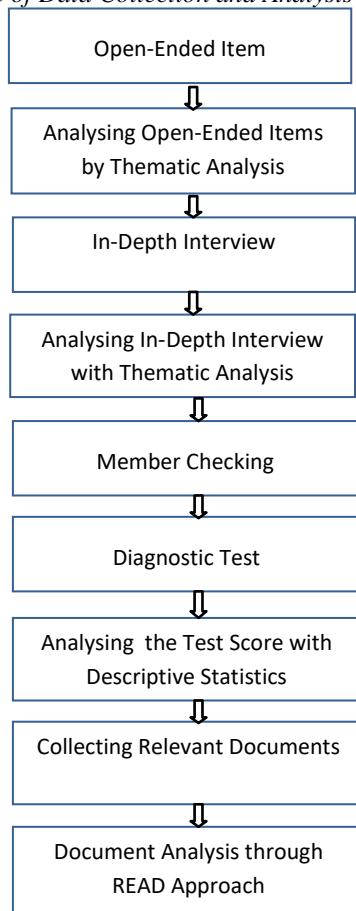 of Data Collection and Analysis
Open-Ended Item
Analysing Open-Ended Items
by Thematic Analysis
In-Depth Interview
Analysing In-Depth Interview
with Thematic Analysis
Member Checking
Diagnostic Test
Analysing the Test Score with
Descriptive Statistics
Collecting Relevant Documents
Document Analysis through
READ Approach